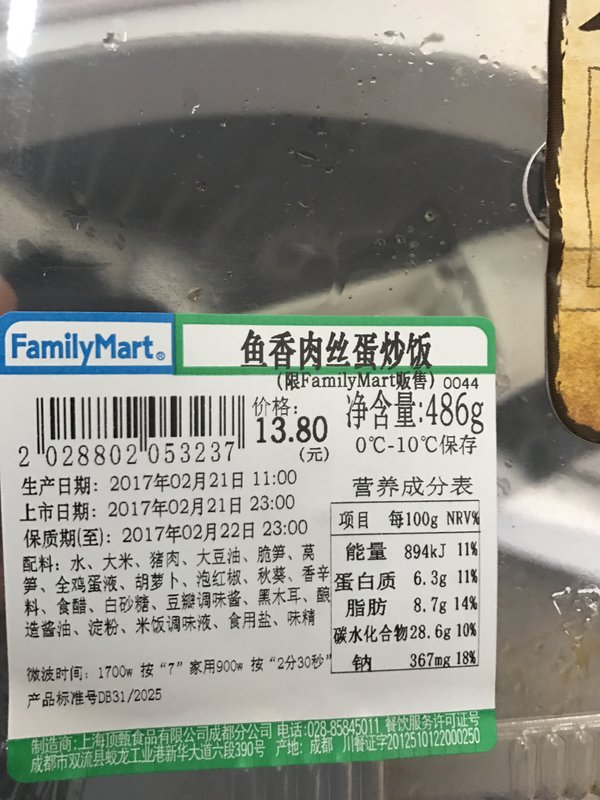 FamilyMart®
鱼香肉丝蛋炒饭
(限FamilyMart贩售) 0044
价格:
13.80
(元)
净含量:486g
0℃-10℃保存
2 028802 053237
生产日期: 2017年02月21日 11:00
上市日期: 2017年02月21日 23:00
保质期(至): 2017年02月22日 23:00
配料: 水、大米、猪肉、大豆油、脆笋、莴
笋、全鸡蛋液、胡萝卜、泡红椒、秋葵、香辛
料、食醋、白砂糖、豆瓣调味酱、黑木耳、酿
造酱油、淀粉、米饭调味液、食用盐、味精
营养成分表
项目 每100g NRV%
能量 894kJ 11%
蛋白质 6.3g 11%
脂肪 8.7g 14%
碳水化合物 28.6g 10%
钠 367mg 18%
微波时间: 1700w 按“7” 家用900w 按“2分30秒”
产品标准号DB31/2025
制造商:上海顶甄食品有限公司成都分公司 电话:028-85845011 餐饮服务许可证号
成都市双流县蛟龙工业港新华大道六段390号 产地: 成都 川餐证字2012510122000250